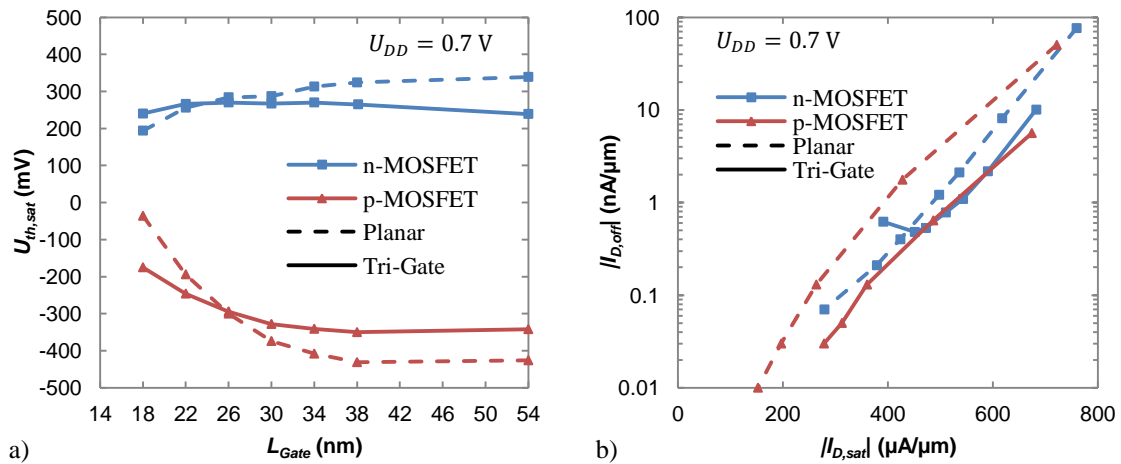 500
400
300
200
100
0
-100
-200
-300
-400
-500
U_th,sat (mV)
U_DD = 0.7 V
n-MOSFET
p-MOSFET
Planar
Tri-Gate
14 18 22 26 30 34 38 42 46 50 54
L_Gate (nm)
a)
100
10
1
0.1
0.01
|I_D,off| (nA/µm)
U_DD = 0.7 V
n-MOSFET
p-MOSFET
Planar
Tri-Gate
0 200 400 600 800
|I_D,sat| (µA/µm)
b)